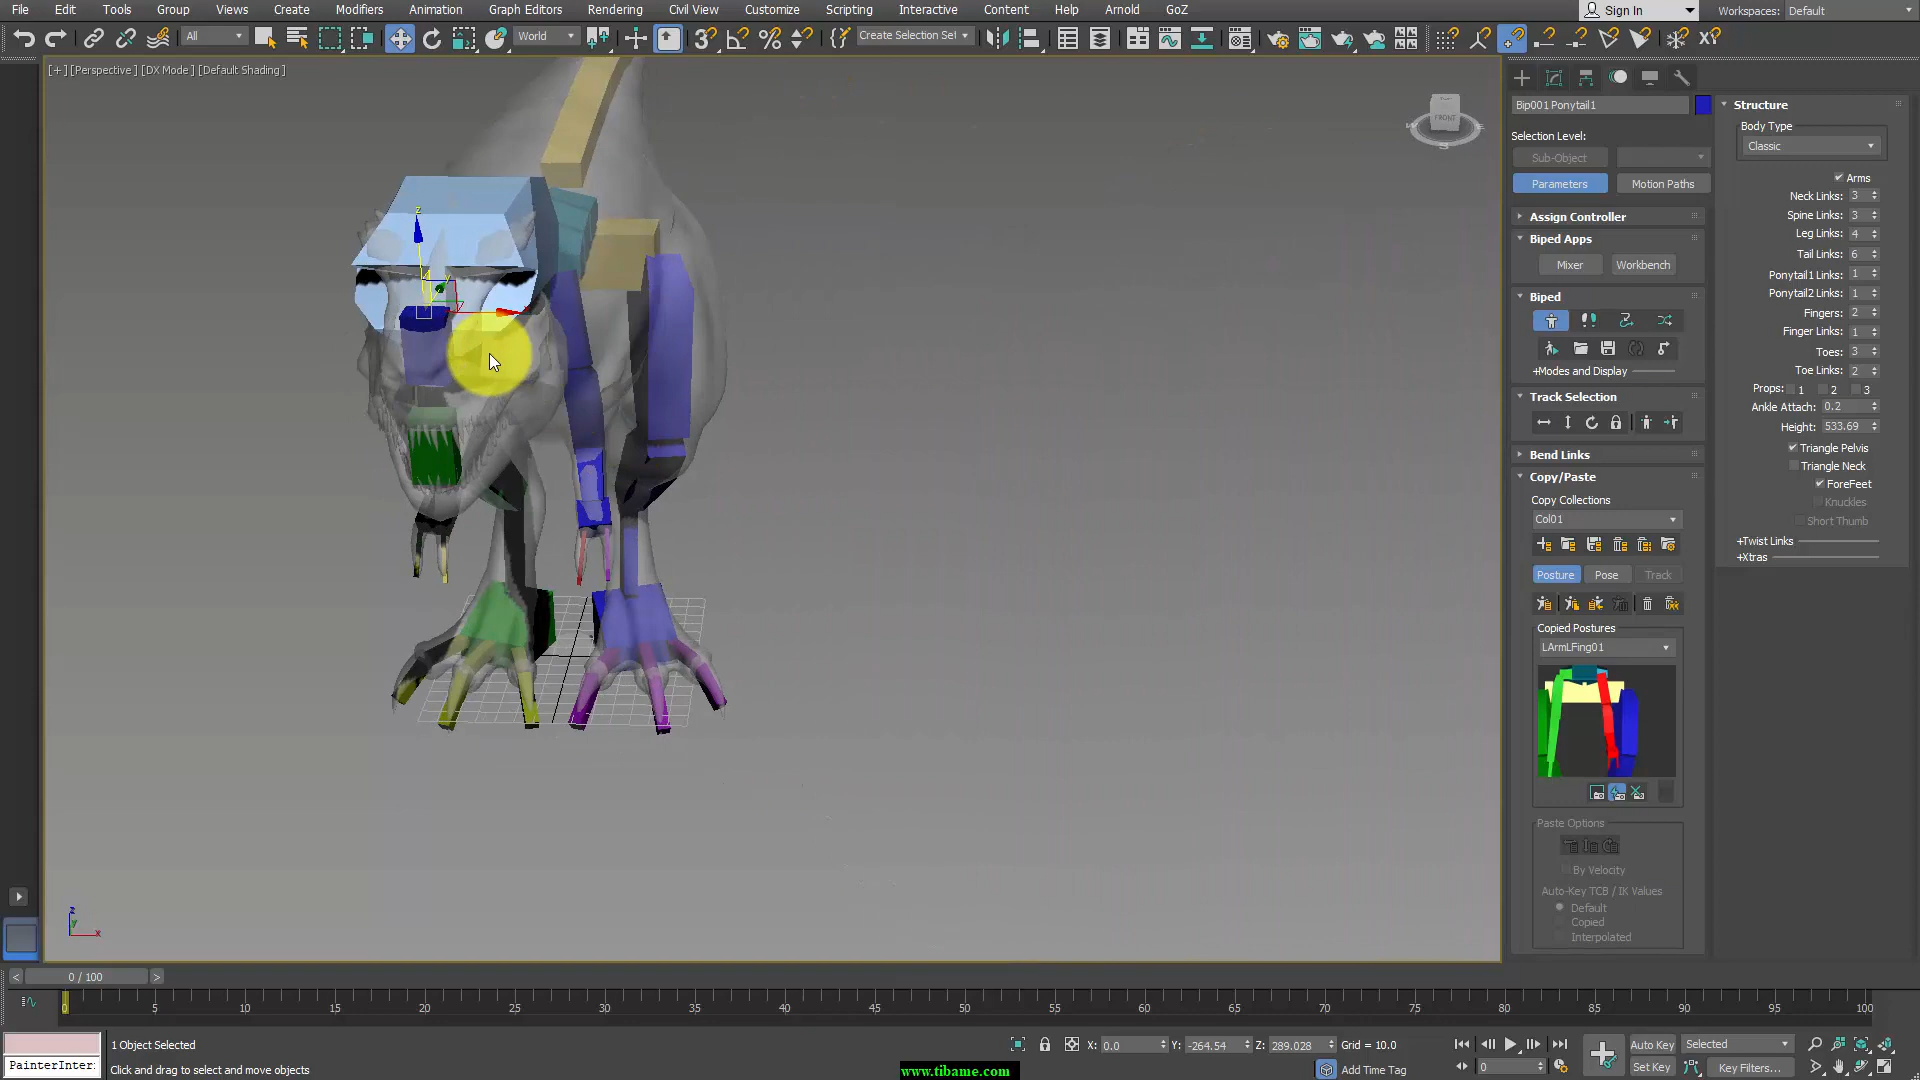 File Edit Tools Group Views Create Modifiers Animation Graph Editors Rendering Civil View Customize Scripting Interactive Content Help Arnold GoZ Sign In Workspaces: Default
All World Create Selection Set
[+] [Perspective] [DX Mode] [Default Shading]
FRONT
Bip001 Ponytail1
Selection Level:
Sub-Object
Parameters Motion Paths
Assign Controller
Biped Apps
Mixer Workbench
Biped
+Modes and Display
Track Selection
Bend Links
Copy/Paste
Copy Collections
Col01
Posture Pose Track
Copied Postures
LArmLFing01
Paste Options
By Velocity
Auto-Key TCB / IK Values
Default
Copied
Interpolated
Structure
Body Type
Classic
Arms
Neck Links: 3
Spine Links: 3
Leg Links: 4
Tail Links: 6
Ponytail1 Links: 1
Ponytail2 Links: 1
Fingers: 2
Finger Links: 1
Toes: 3
Toe Links: 2
Props: 1 2 3
Ankle Attach: 0.2
Height: 533.69
Triangle Pelvis
Triangle Neck
ForeFeet
Knuckles
Short Thumb
+Twist Links
+Xtras
z
y
x
< 0 / 100 >
0 5 10 15 20 25 30 35 40 45 50 55 60 65 70 75 80 85 90 95 100
1 Object Selected X: 0.0 Y: -264.54 Z: 289.028 Grid = 10.0 Auto Key Selected
PainterInter: Click and drag to select and move objects www.tibame.com Add Time Tag 0 Set Key Key Filters...